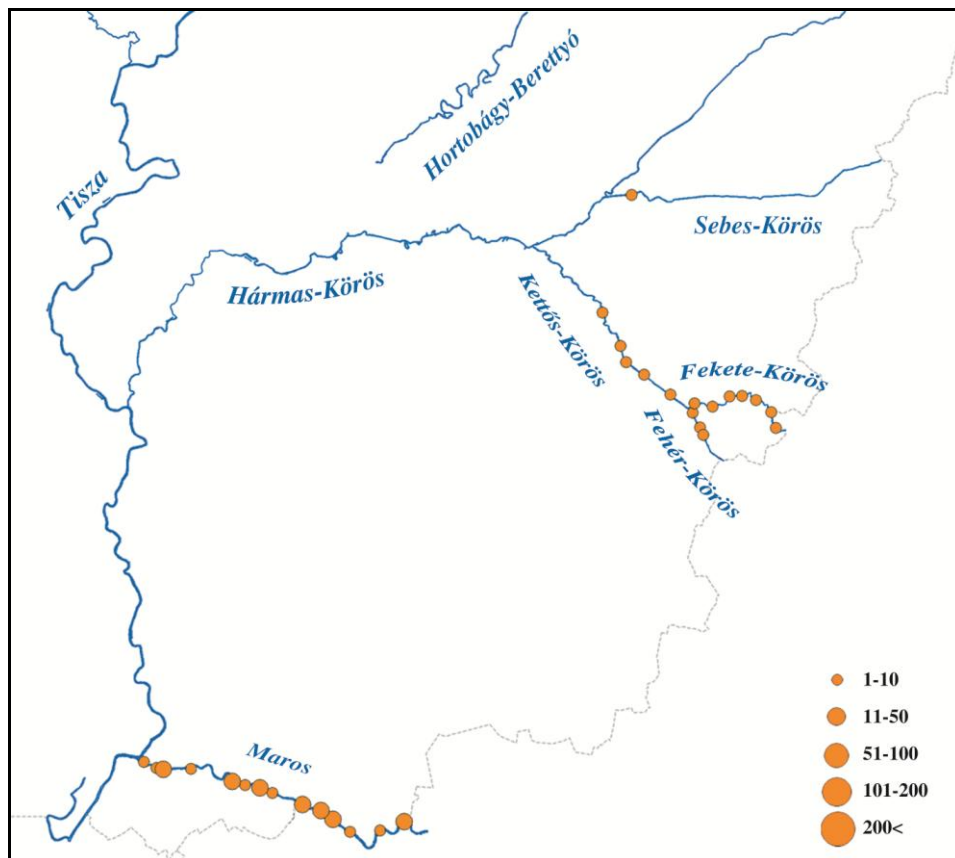 Hortobágy-Berettyó
Tisza
Sebes-Körös
Hármas-Körös
Kettős-Körös
Fekete-Körös
Fehér-Körös
Maros
1-10
11-50
51-100
101-200
200<